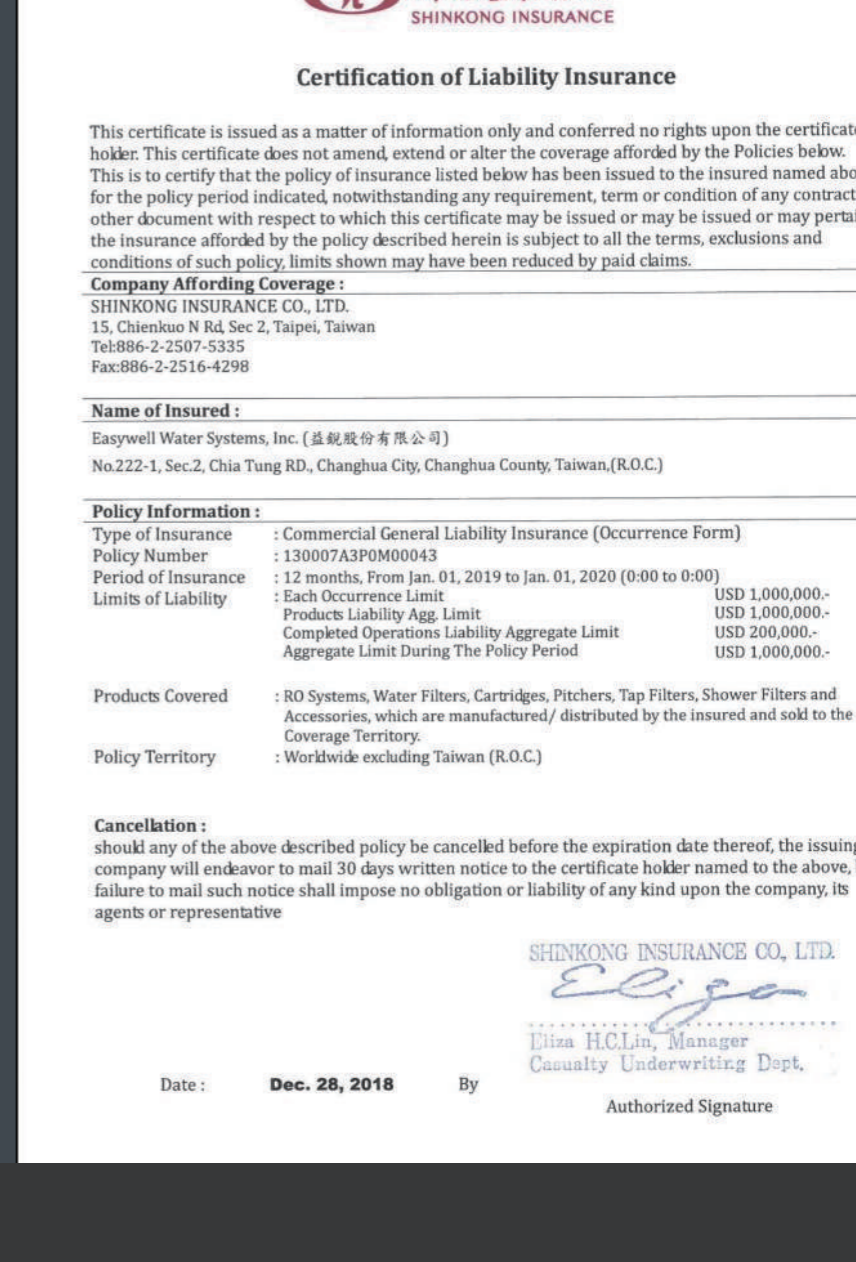 SHINKONG INSURANCE
Certification of Liability Insurance
This certificate is issued as a matter of information only and conferred no rights upon the certificat
holder. This certificate does not amend, extend or alter the coverage afforded by the Policies below.
This is to certify that the policy of insurance listed below has been issued to the insured named abo
for the policy period indicated, notwithstanding any requirement, term or condition of any contract
other document with respect to which this certificate may be issued or may be issued or may pertai
the insurance afforded by the policy described herein is subject to all the terms, exclusions and
conditions of such policy, limits shown may have been reduced by paid claims.
Company Affording Coverage :
SHINKONG INSURANCE CO., LTD.
15, Chienkuo N Rd, Sec 2, Taipei, Taiwan
Tel:886-2-2507-5335
Fax:886-2-2516-4298
Name of Insured :
Easywell Water Systems, Inc. (益銳股份有限公司)
No.222-1, Sec.2, Chia Tung RD., Changhua City, Changhua County, Taiwan,(R.O.C.)
Policy Information :
Type of Insurance : Commercial General Liability Insurance (Occurrence Form)
Policy Number : 130007A3P0M00043
Period of Insurance : 12 months, From Jan. 01, 2019 to Jan. 01, 2020 (0:00 to 0:00)
Limits of Liability : Each Occurrence Limit USD 1,000,000.-
Products Liability Agg. Limit USD 1,000,000.-
Completed Operations Liability Aggregate Limit USD 200,000.-
Aggregate Limit During The Policy Period USD 1,000,000.-
Products Covered : RO Systems, Water Filters, Cartridges, Pitchers, Tap Filters, Shower Filters and
Accessories, which are manufactured/ distributed by the insured and sold to the
Coverage Territory.
Policy Territory : Worldwide excluding Taiwan (R.O.C.)
Cancellation :
should any of the above described policy be cancelled before the expiration date thereof, the issuing
company will endeavor to mail 30 days written notice to the certificate holder named to the above,
failure to mail such notice shall impose no obligation or liability of any kind upon the company, its
agents or representative
SHINKONG INSURANCE CO., LTD.
Eliza
Eliza H.C.Lin, Manager
Casualty Underwriting Dept.
Date : Dec. 28, 2018 By
Authorized Signature